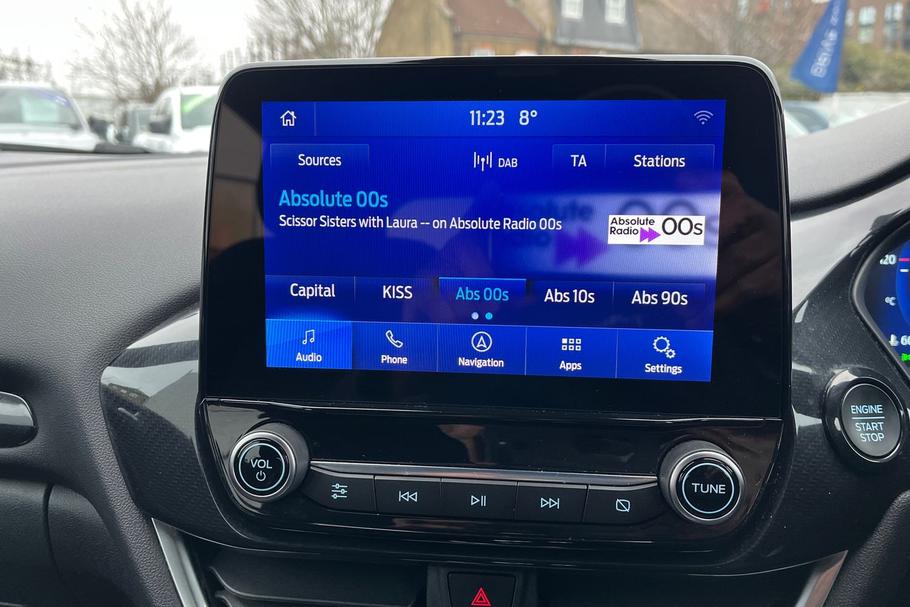 11:23 8°
Sources DAB TA Stations
Absolute 00s
Scissor Sisters with Laura -- on Absolute Radio 00s
Absolute
Radio 00s
Capital KISS Abs 00s Abs 10s Abs 90s
Audio Phone Navigation Apps Settings
ENGINE
START
STOP
VOL
TUNE